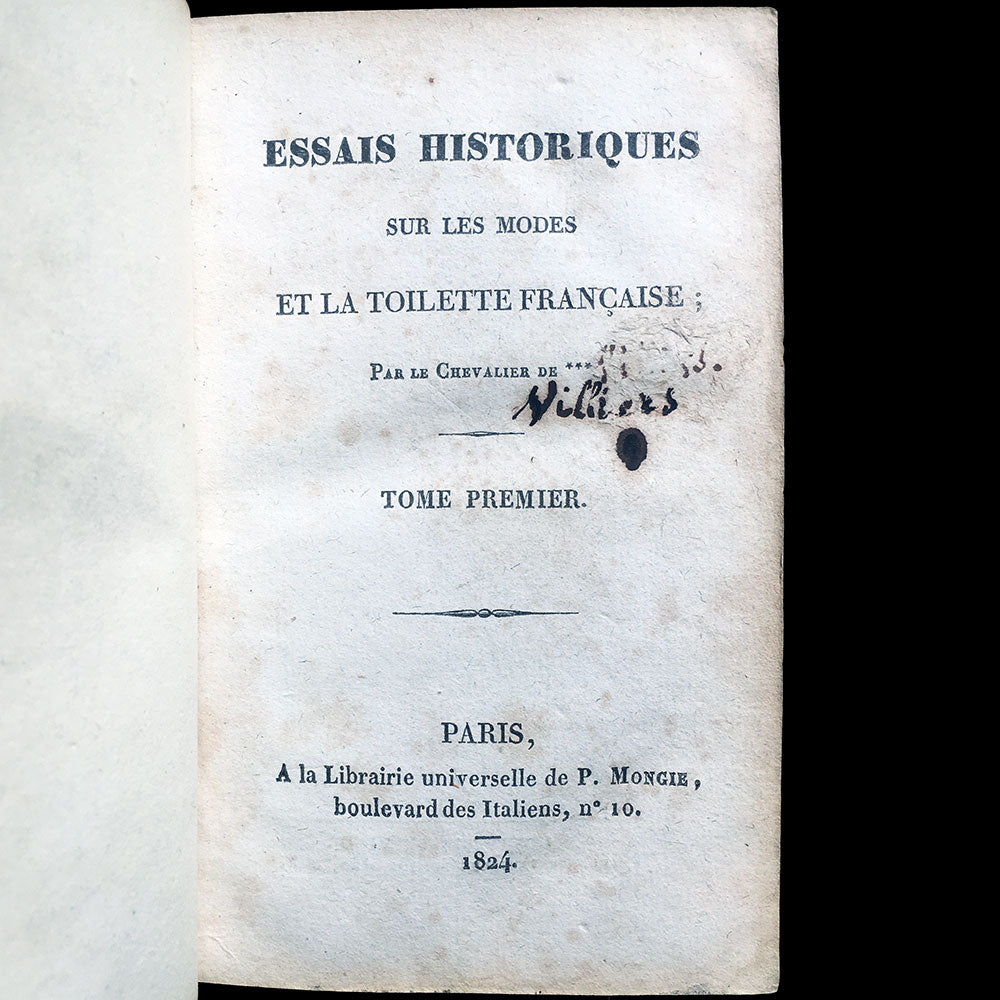 ESSAIS HISTORIQUES
SUR LES MODES
ET LA TOILETTE FRANÇAISE ;
PAR LE CHEVALIER DE ***
Villiers
TOME PREMIER.
PARIS,
A la Librairie universelle de P. MONGIE,
boulevard des Italiens, n° 10.
1824.